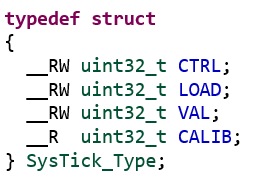 typedef struct
{
  __RW uint32_t CTRL;
  __RW uint32_t LOAD;
  __RW uint32_t VAL;
  __R  uint32_t CALIB;
} SysTick_Type;